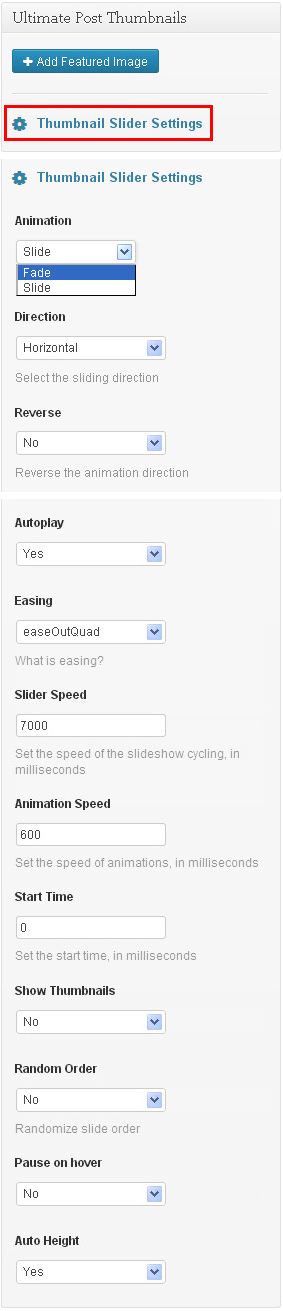 Ultimate Post Thumbnails
+ Add Featured Image
Thumbnail Slider Settings
Thumbnail Slider Settings
Animation
Slide
Fade
Slide
Direction
Horizontal
Select the sliding direction
Reverse
No
Reverse the animation direction
Autoplay
Yes
Easing
easeOutQuad
What is easing?
Slider Speed
7000
Set the speed of the slideshow cycling, in
milliseconds
Animation Speed
600
Set the speed of animations, in milliseconds
Start Time
0
Set the start time, in milliseconds
Show Thumbnails
No
Random Order
No
Randomize slide order
Pause on hover
No
Auto Height
Yes